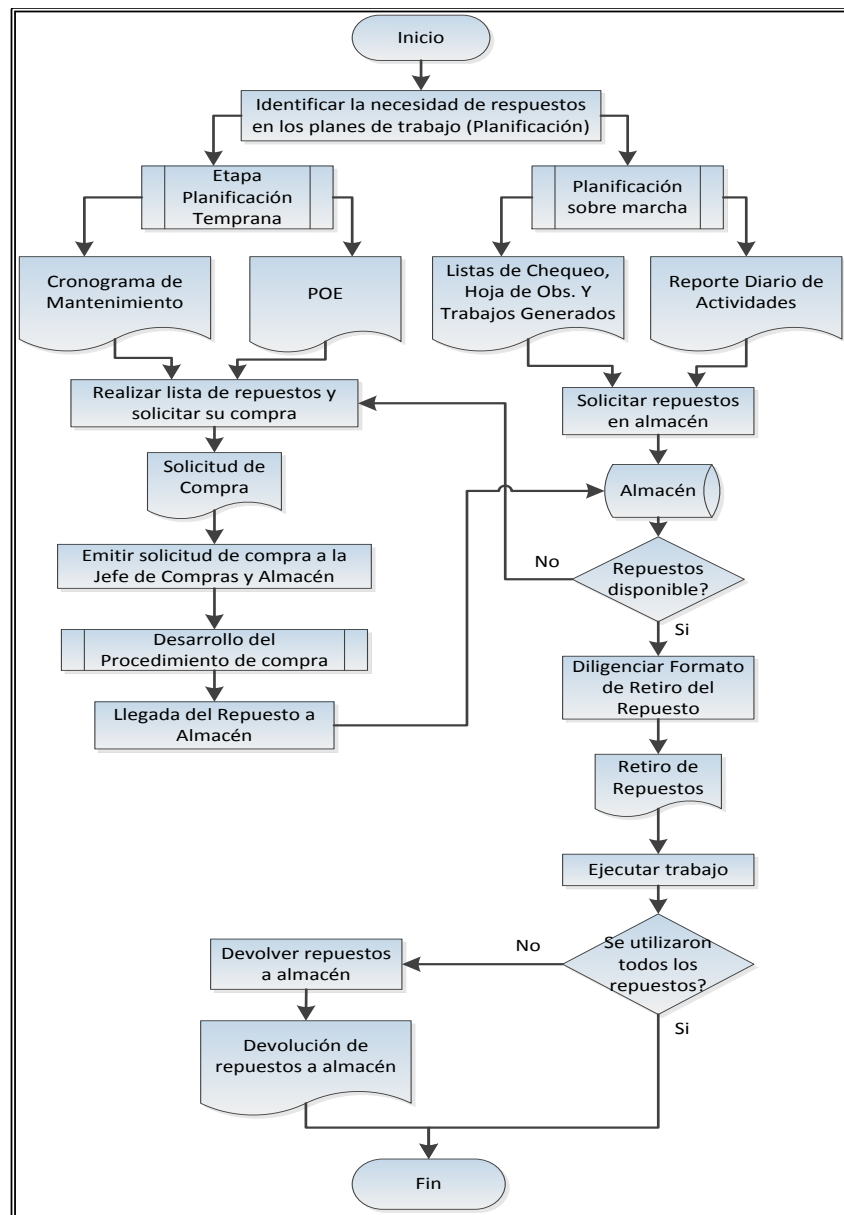 Inicio
Identificar la necesidad de respuestos
en los planes de trabajo (Planificación)
Etapa
Planificación
Temprana
Planificación
sobre marcha
Cronograma de
Mantenimiento
POE
Listas de Chequeo,
Hoja de Obs. Y
Trabajos Generados
Reporte Diario de
Actividades
Realizar lista de repuestos y
solicitar su compra
Solicitar repuestos
en almacén
Solicitud de
Compra
Almacén
Emitir solicitud de compra a la
Jefe de Compras y Almacén
No
Repuestos
disponible?
Si
Desarrollo del
Procedimiento de compra
Diligenciar Formato
de Retiro del
Repuesto
Llegada del Repuesto a
Almacén
Retiro de
Repuestos
Ejecutar trabajo
Se utilizaron
todos los
repuestos?
No
Si
Devolver repuestos
a almacén
Devolución de
repuestos a almacén
Fin